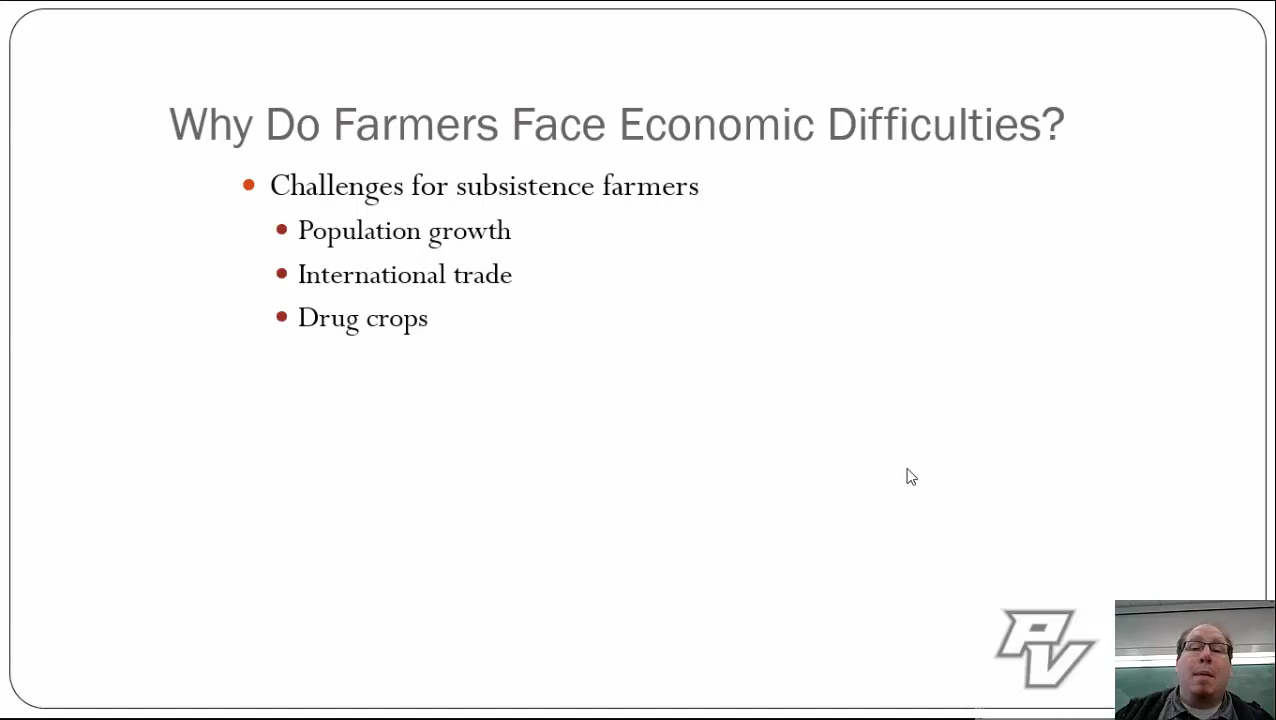 Why Do Farmers Face Economic Difficulties?
Challenges for subsistence farmers
Population growth
International trade
Drug crops
PV